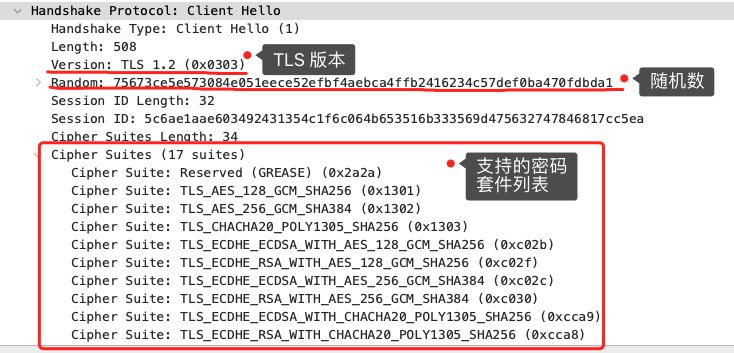 Handshake Protocol: Client Hello
Handshake Type: Client Hello (1)
Length: 508
Version: TLS 1.2 (0x0303)
TLS 版本
Random: 75673ce5e573084e051eece52efbf4aebca4ffb2416234c57def0ba470fdbda1
随机数
Session ID Length: 32
Session ID: 5c6ae1aae603492431354c1f6c064b653516b333569d475632747846817cc5ea
Cipher Suites Length: 34
Cipher Suites (17 suites)
支持的密码
套件列表
Cipher Suite: Reserved (GREASE) (0x2a2a)
Cipher Suite: TLS_AES_128_GCM_SHA256 (0x1301)
Cipher Suite: TLS_AES_256_GCM_SHA384 (0x1302)
Cipher Suite: TLS_CHACHA20_POLY1305_SHA256 (0x1303)
Cipher Suite: TLS_ECDHE_ECDSA_WITH_AES_128_GCM_SHA256 (0xc02b)
Cipher Suite: TLS_ECDHE_RSA_WITH_AES_128_GCM_SHA256 (0xc02f)
Cipher Suite: TLS_ECDHE_ECDSA_WITH_AES_256_GCM_SHA384 (0xc02c)
Cipher Suite: TLS_ECDHE_RSA_WITH_AES_256_GCM_SHA384 (0xc030)
Cipher Suite: TLS_ECDHE_ECDSA_WITH_CHACHA20_POLY1305_SHA256 (0xcca9)
Cipher Suite: TLS_ECDHE_RSA_WITH_CHACHA20_POLY1305_SHA256 (0xcca8)